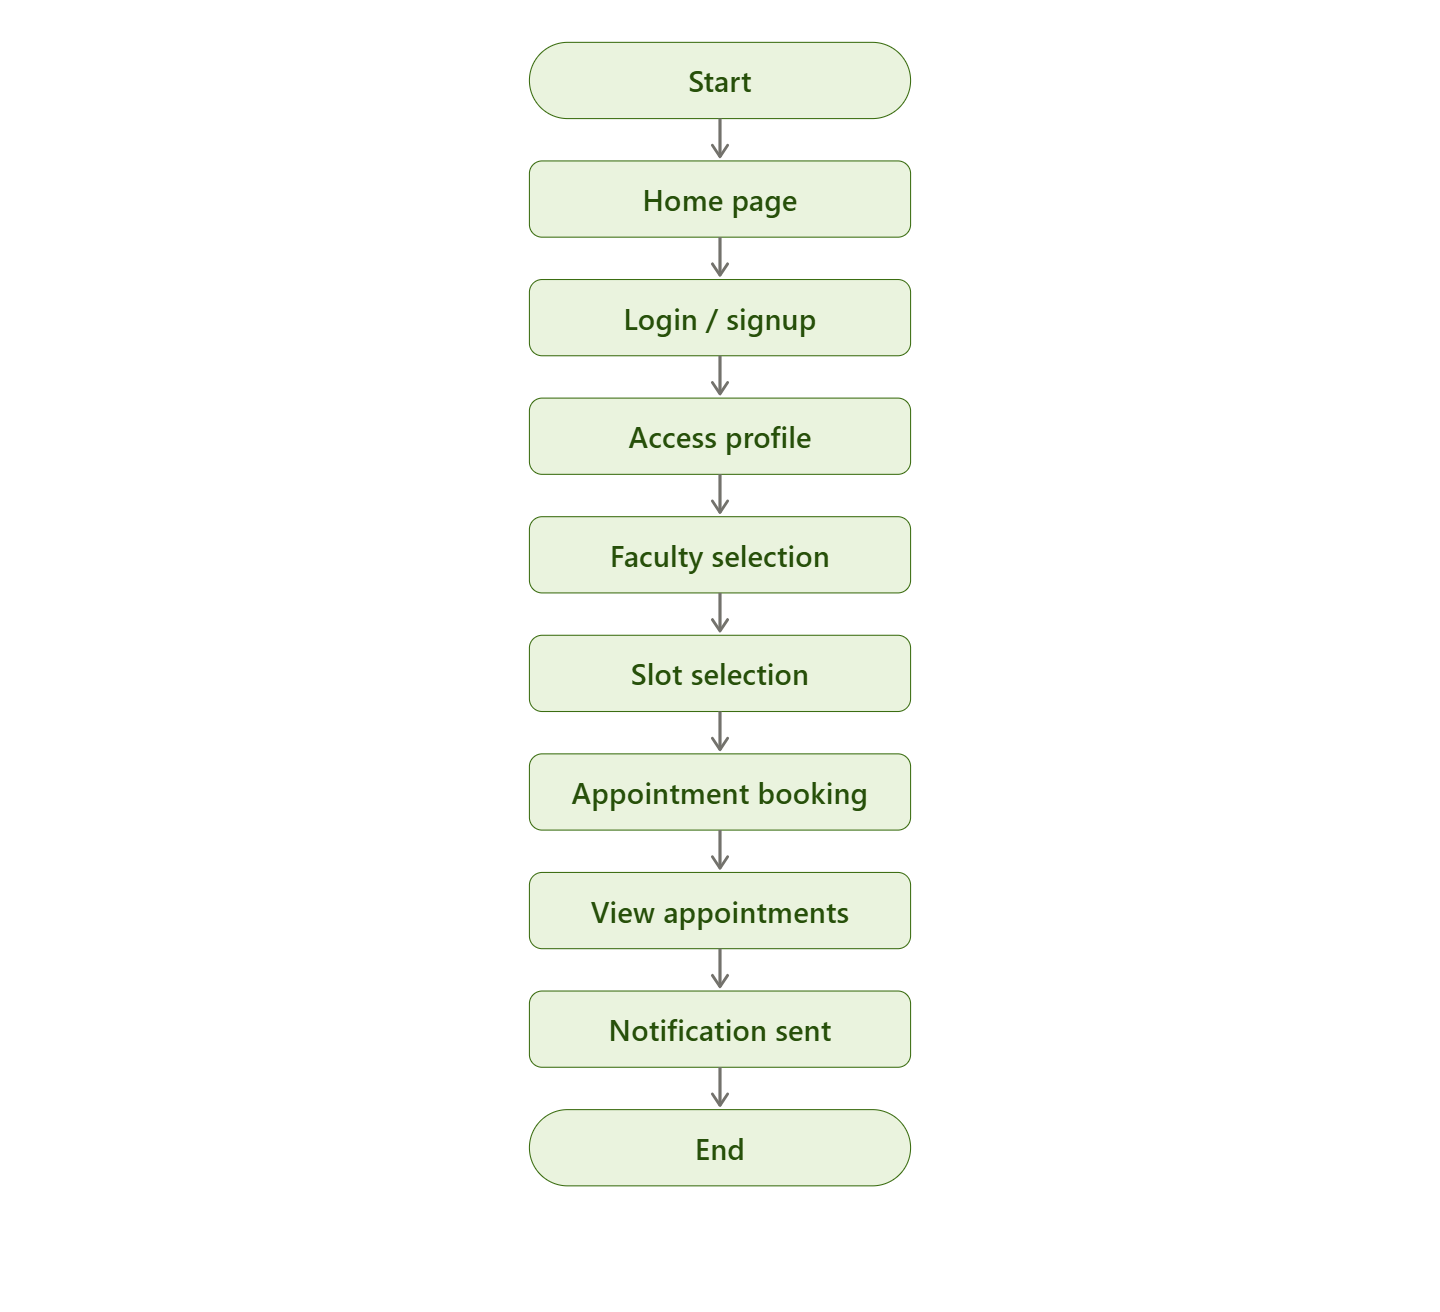 Start
Home page
Login / signup
Access profile
Faculty selection
Slot selection
Appointment booking
View appointments
Notification sent
End